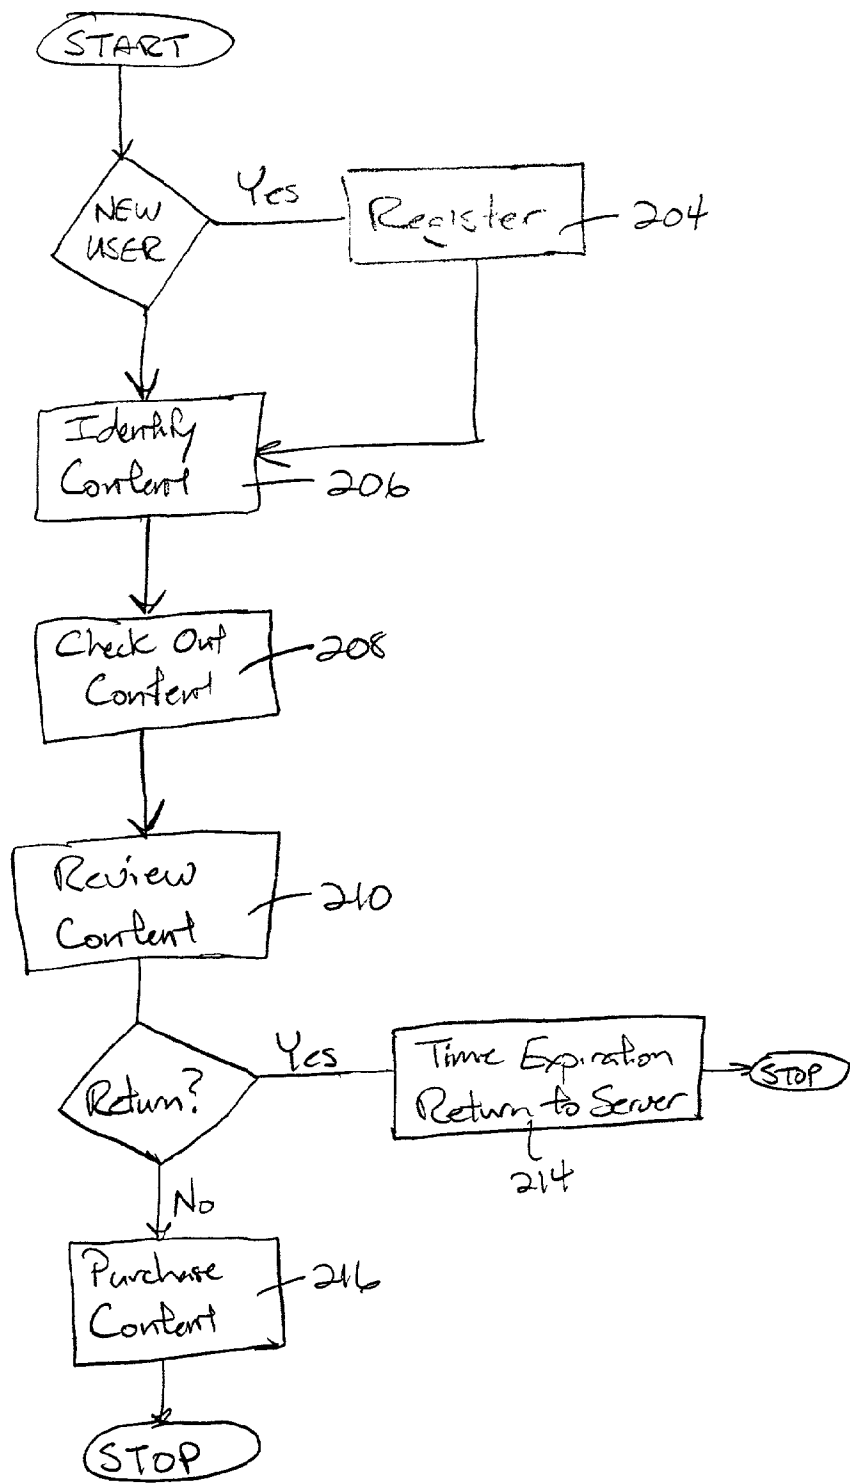 START
Yes
NEW
USER
Register
204
Identify
Content
206
Check Out
Content
208
Review
Content
210
Yes
Return?
Time Expiration
Return to Server
STOP
214
No
Purchase
Content
216
STOP